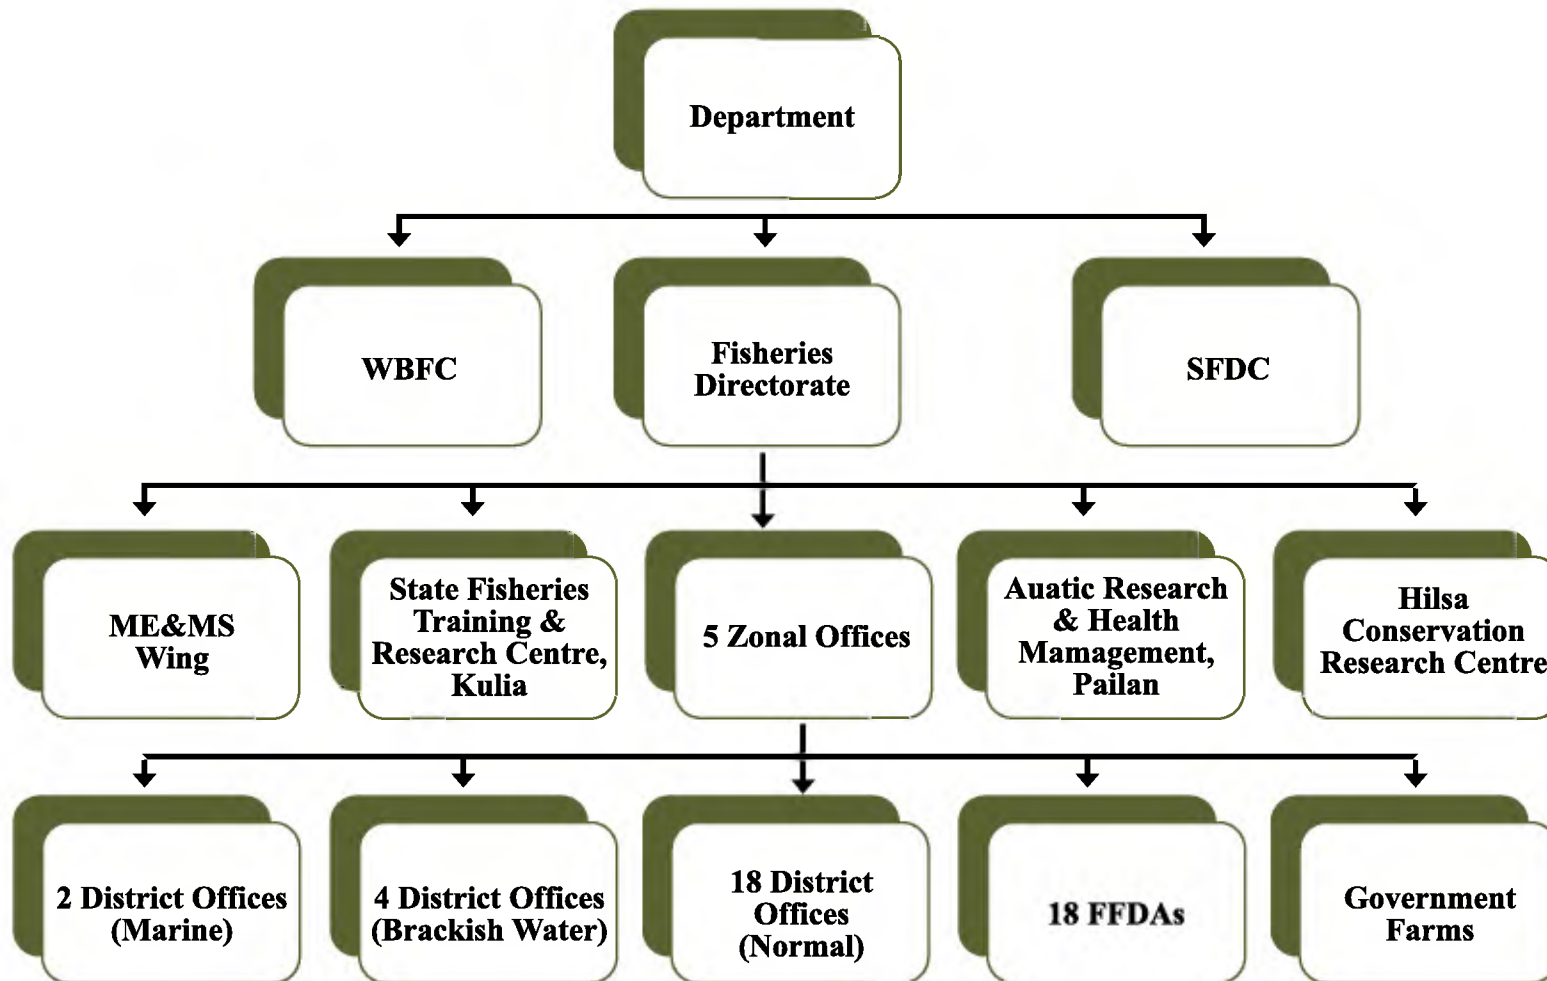 Department
WBFC
Fisheries
Directorate
SFDC
ME&MS
Wing
State Fisheries
Training &
Research Centre,
Kulia
5 Zonal Offices
Auatic Research
& Health
Mamagement,
Pailan
Hilsa
Conservation
Research Centre
2 District Offices
(Marine)
4 District Offices
(Brackish Water)
18 District
Offices
(Normal)
18 FFDAs
Government
Farms